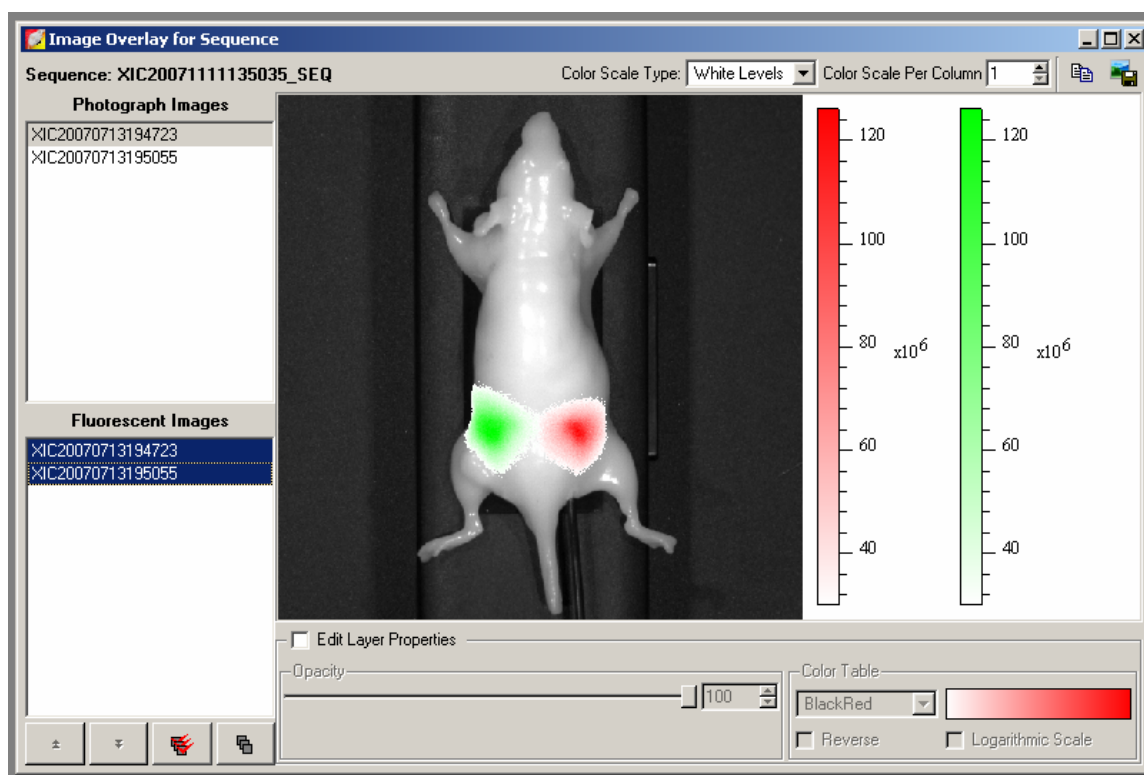 Image Overlay for Sequence
Sequence: XIC20071111135035_SEQ
Color Scale Type: White Levels
Color Scale Per Column 1
Photograph Images
XIC20070713194723
XIC20070713195055
Fluorescent Images
XIC20070713194723
XIC20070713195055
120
100
80
x10^6
60
40
120
100
80
x10^6
60
40
Edit Layer Properties
Opacity
100
Color Table
BlackRed
Reverse
Logarithmic Scale